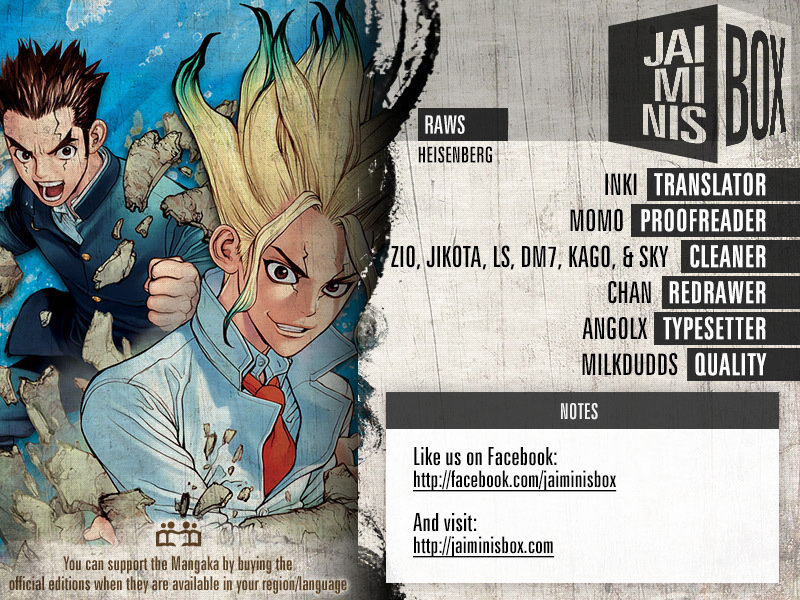 JAI
MI
NIS
BOX
RAWS
HEISENBERG
INKI TRANSLATOR
MOMO PROOFREADER
ZIO, JIKOTA, LS, DM7, KAGO, & SKY CLEANER
CHAN REDRAWER
ANGOLX TYPESETTER
MILKDUDDS QUALITY
NOTES
Like us on Facebook:
http://facebook.com/jaiminisbox
And visit:
http://jaiminisbox.com
You can support the Mangaka by buying the
official editions when they are available in your region/language